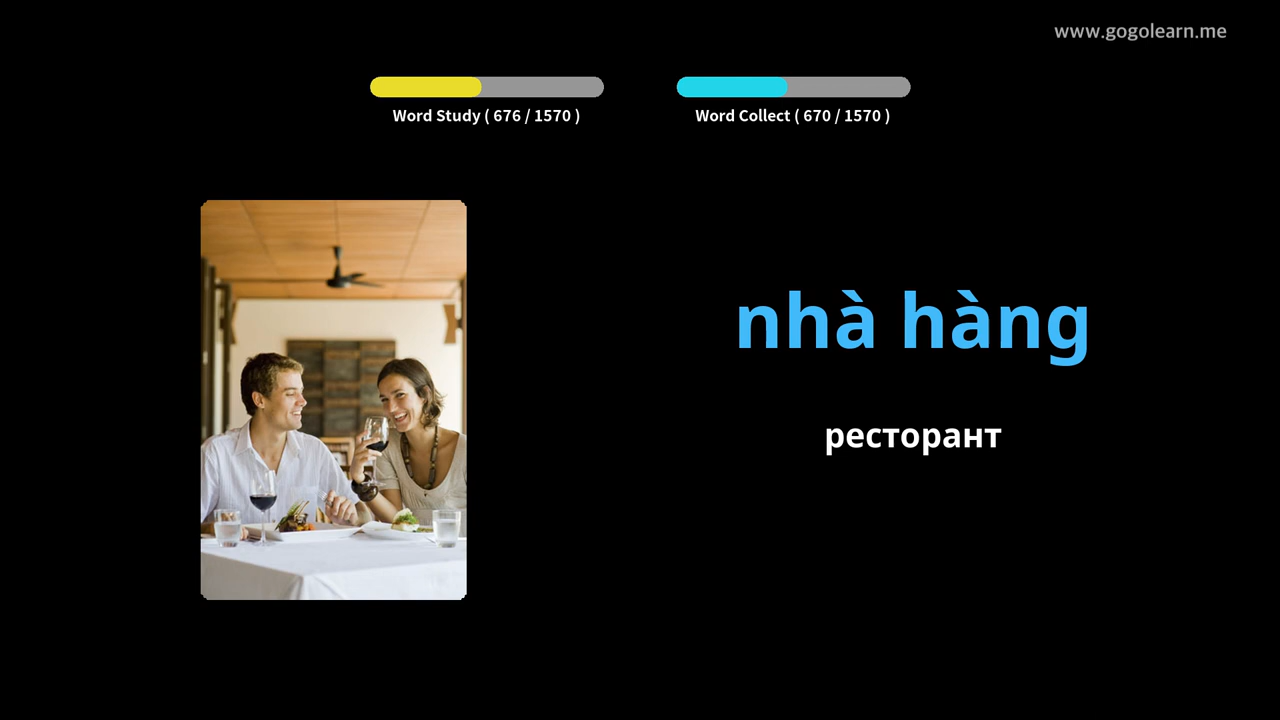 www.gogolearn.me
Word Study ( 676 / 1570 )
Word Collect ( 670 / 1570 )
nhà hàng
ресторант